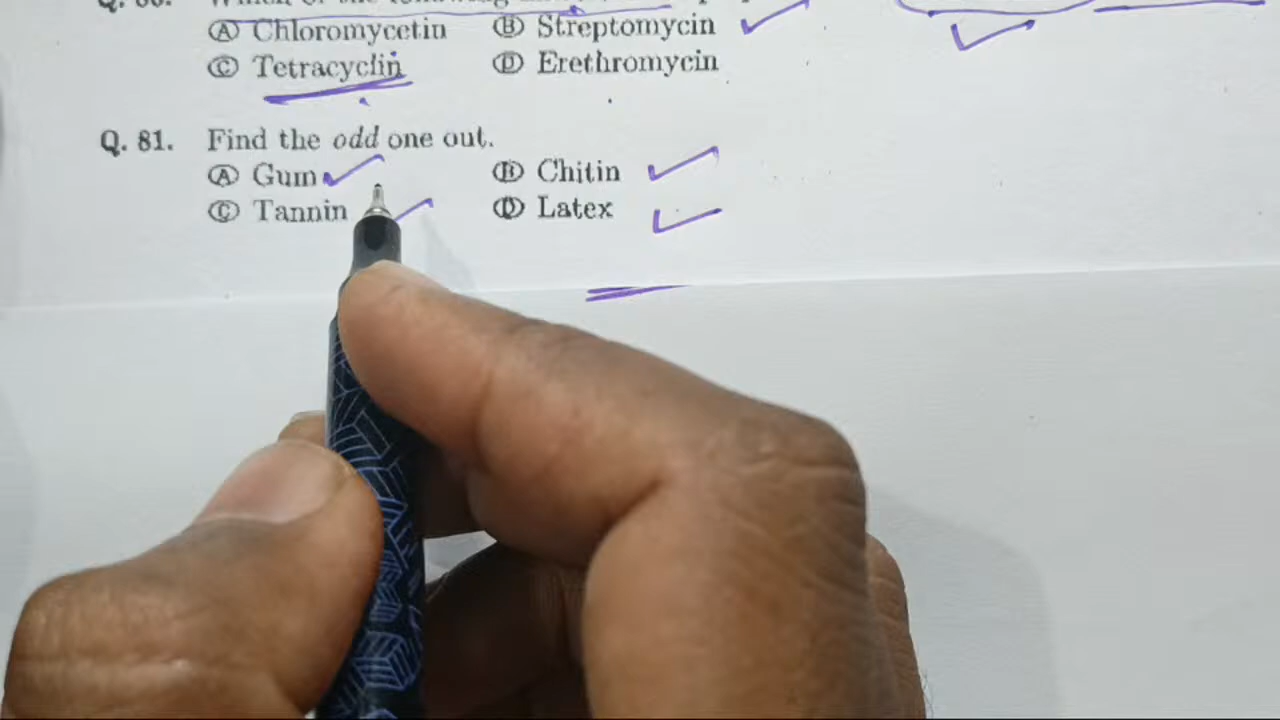 Ⓐ Chloromycetin Ⓑ Streptomycin
Ⓒ Tetracyclin Ⓓ Erethromycin
Q. 81. Find the odd one out.
Ⓐ Gum Ⓑ Chitin
Ⓒ Tannin Ⓓ Latex